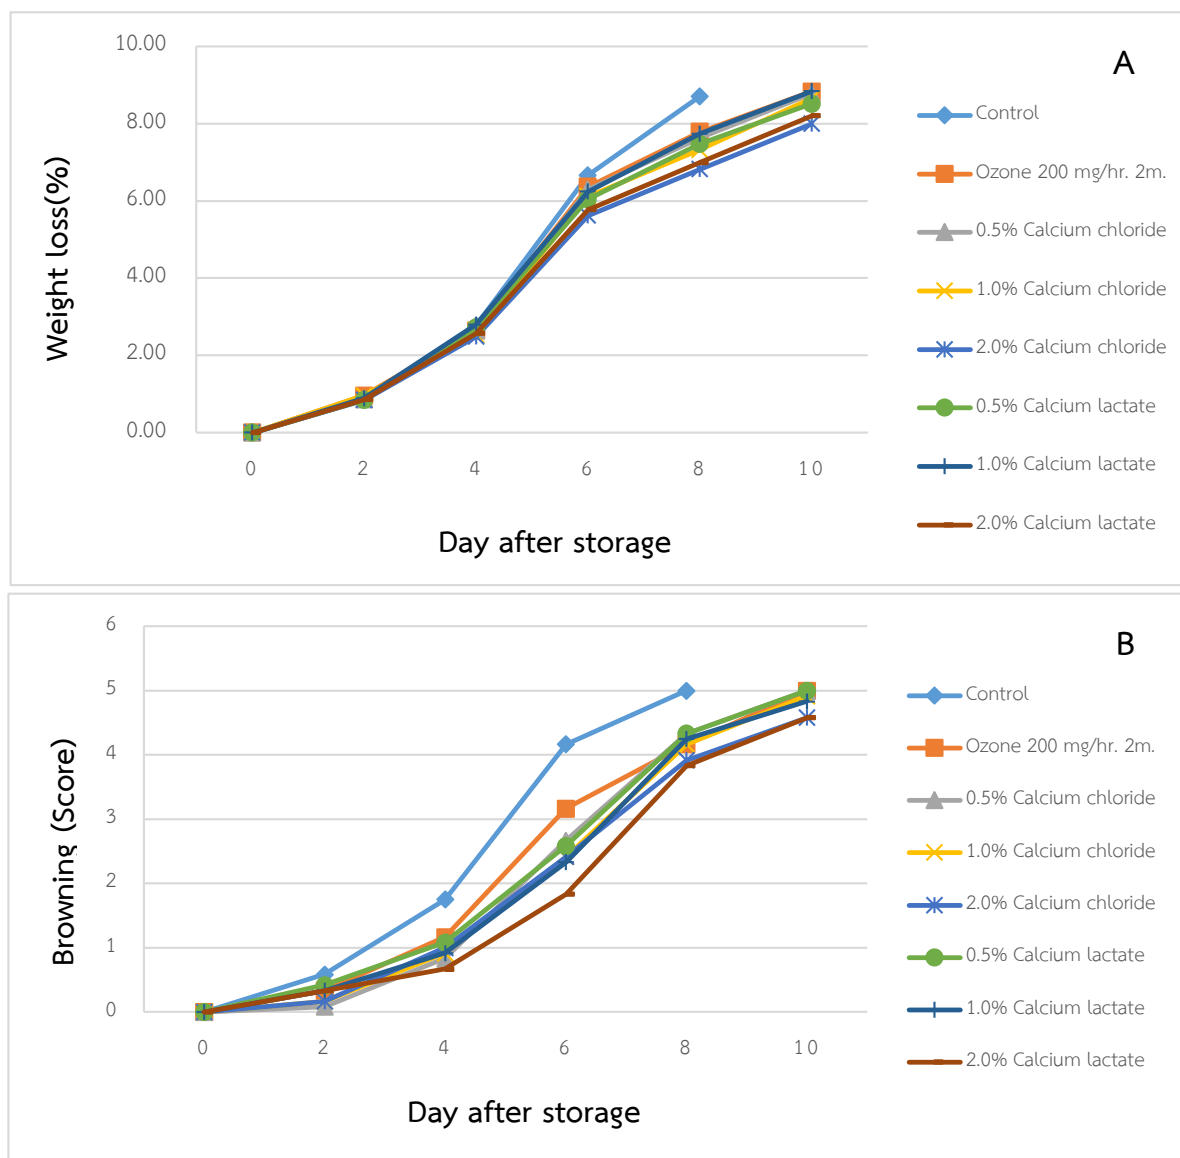 10.00
8.00
6.00
4.00
2.00
0.00
0 2 4 6 8 10
Weight loss(%)
Day after storage
A
Control
Ozone 200 mg/hr. 2m.
0.5% Calcium chloride
1.0% Calcium chloride
2.0% Calcium chloride
0.5% Calcium lactate
1.0% Calcium lactate
2.0% Calcium lactate
6
5
4
3
2
1
0
0 2 4 6 8 10
Browning (Score)
Day after storage
B
Control
Ozone 200 mg/hr. 2m.
0.5% Calcium chloride
1.0% Calcium chloride
2.0% Calcium chloride
0.5% Calcium lactate
1.0% Calcium lactate
2.0% Calcium lactate